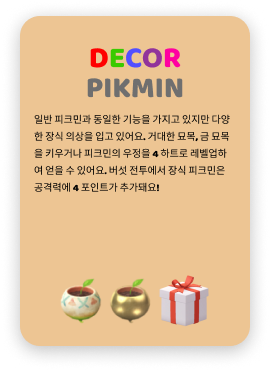 DECOR
PIKMIN
일반 피크민과 동일한 기능을 가지고 있지만 다양
한 장식 의상을 입고 있어요. 거대한 묘목, 금 묘목
을 키우거나 피크민의 우정을 4 하트로 레벨업하
여 얻을 수 있어요. 버섯 전투에서 장식 피크민은
공격력에 4 포인트가 추가돼요!